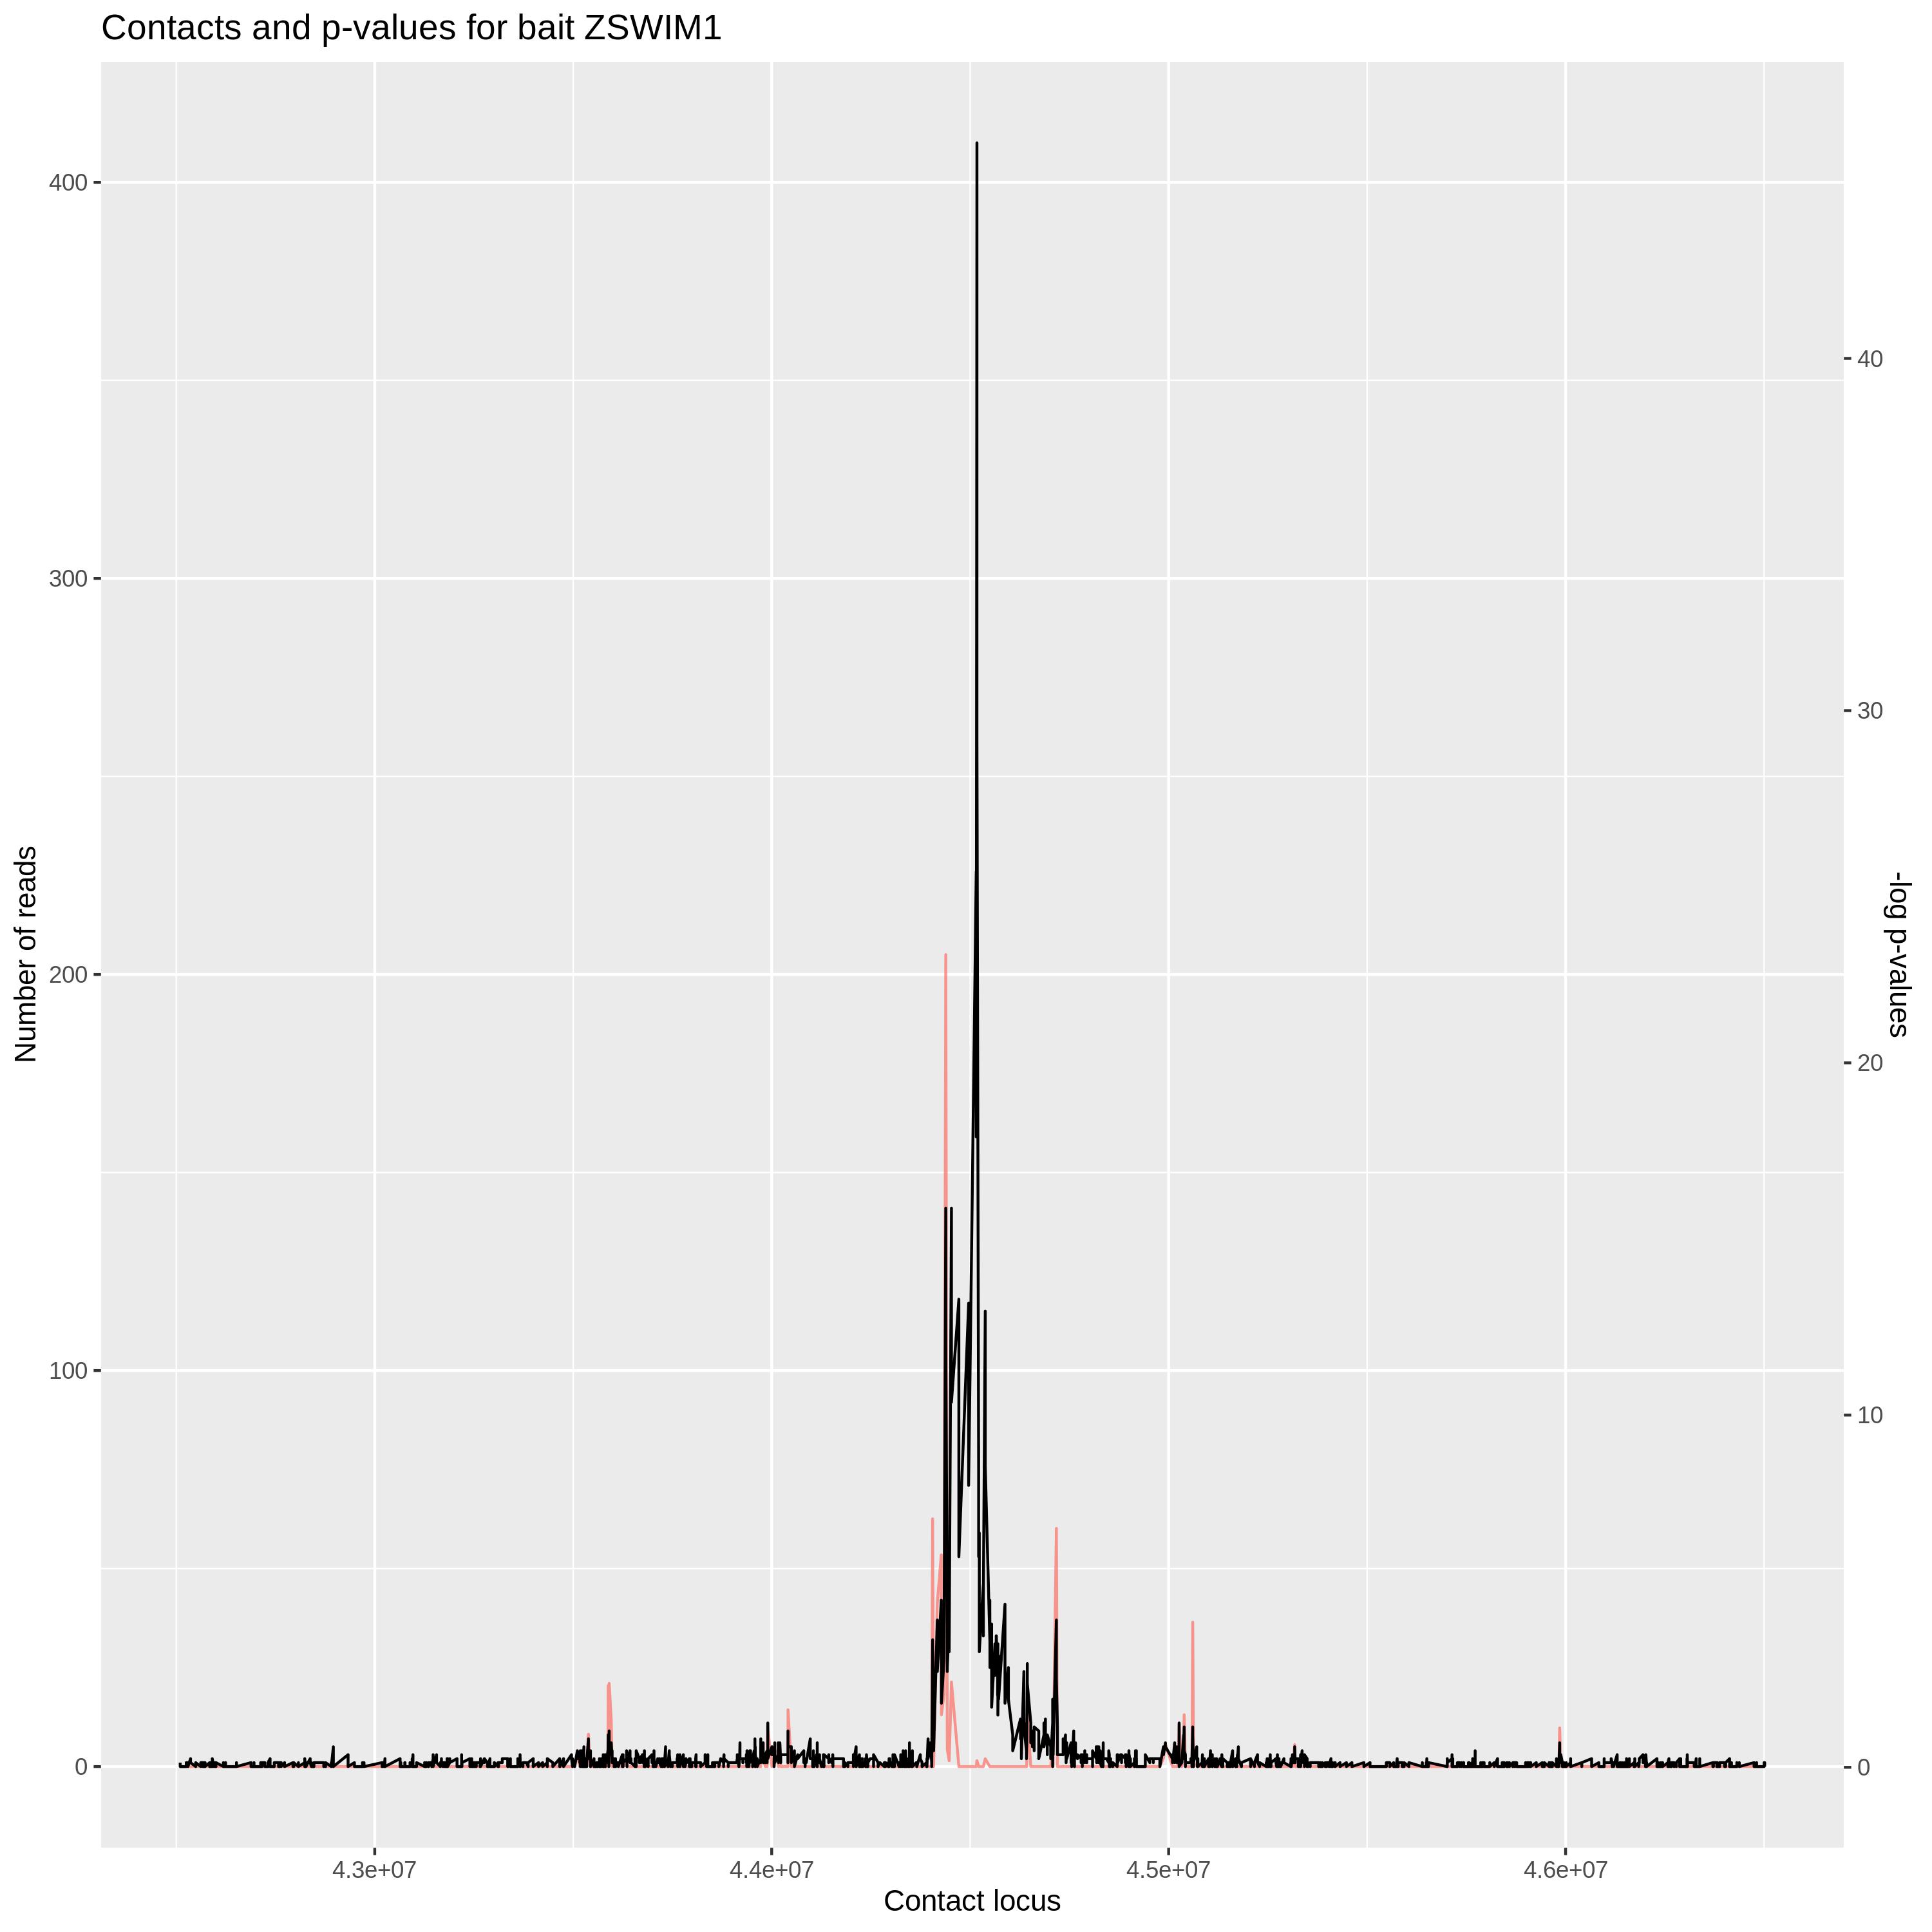 Contacts and p-values for bait ZSWIM1
400
300
200
100
0
Number of reads
40
30
20
10
0
-log p-values
4.3e+07 4.4e+07 4.5e+07 4.6e+07
Contact locus